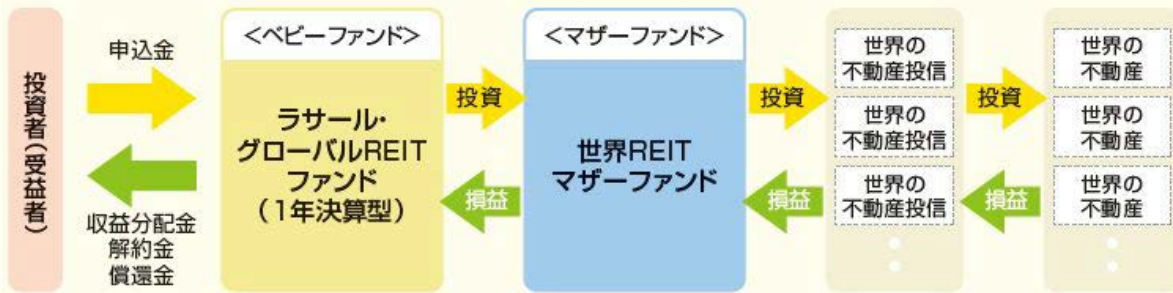 投資者(受益者)
申込金
収益分配金
解約金
償還金
<ベビーファンド>
ラサール・
グローバルREIT
ファンド
(1年決算型)
投資
損益
<マザーファンド>
世界REIT
マザーファンド
投資
損益
世界の
不動産投信
世界の
不動産投信
世界の
不動産投信
投資
損益
世界の
不動産
世界の
不動産
世界の
不動産